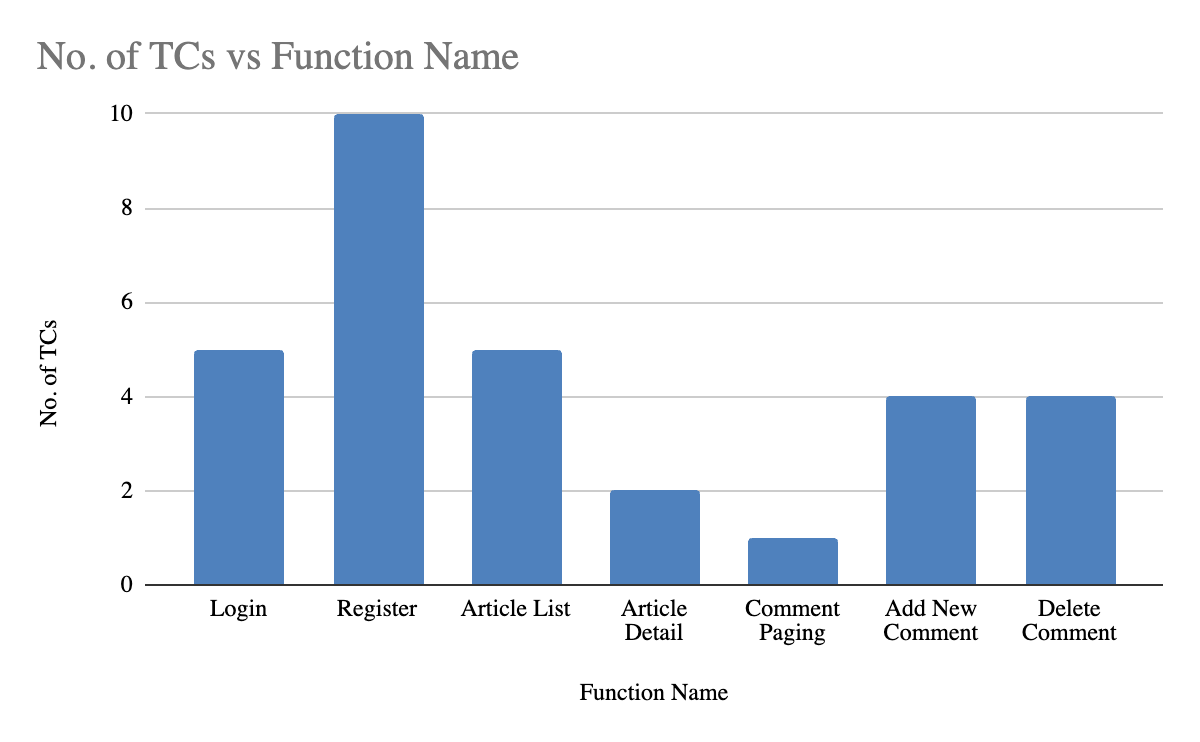 No. of TCs vs Function Name
10
8
6
4
2
0
No. of TCs
Login
Register
Article List
Article
Detail
Comment
Paging
Add New
Comment
Delete
Comment
Function Name